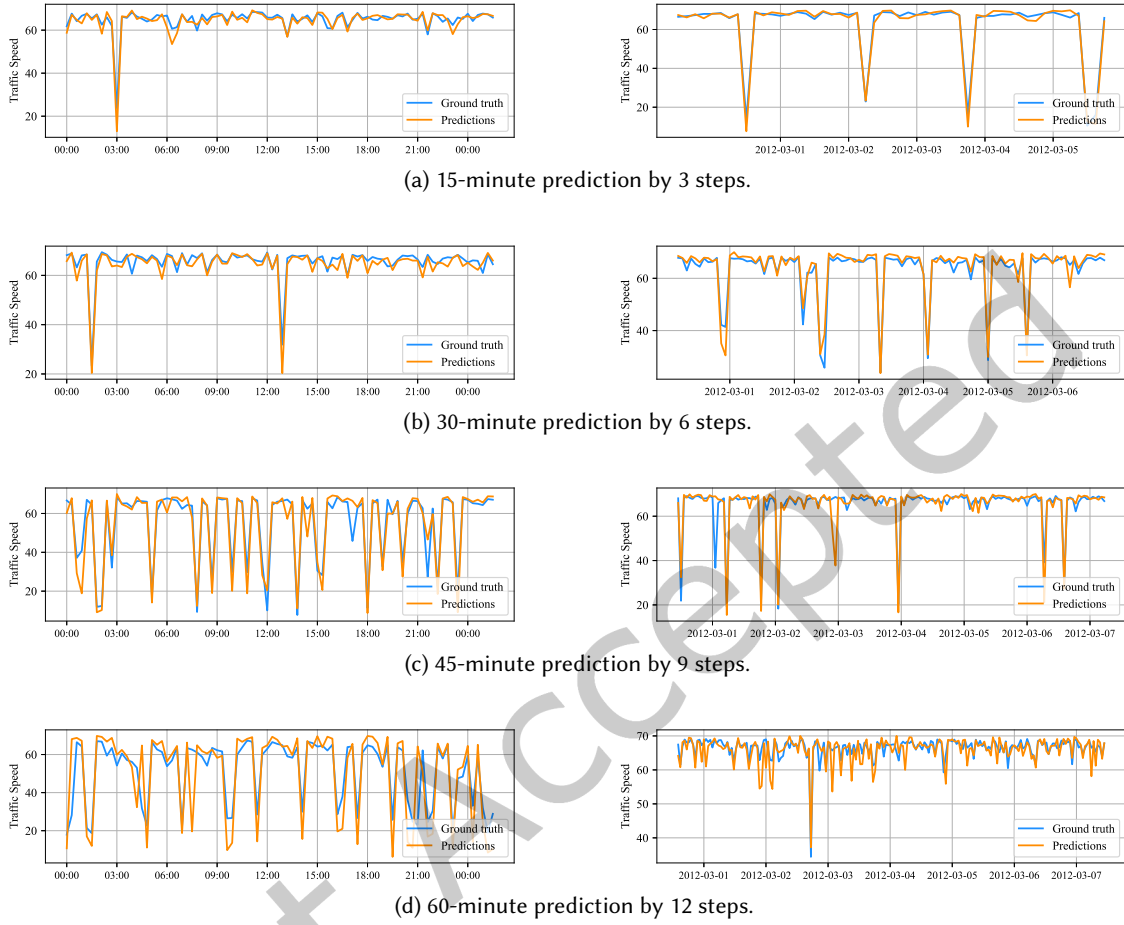 Traffic Speed
60
40
20
Ground truth
Predictions
00:00 03:00 06:00 09:00 12:00 15:00 18:00 21:00 00:00
Traffic Speed
60
40
20
Ground truth
Predictions
2012-03-01 2012-03-02 2012-03-03 2012-03-04 2012-03-05
(a) 15-minute prediction by 3 steps.
Traffic Speed
60
40
20
Ground truth
Predictions
00:00 03:00 06:00 09:00 12:00 15:00 18:00 21:00 00:00
Traffic Speed
60
40
Ground truth
Predictions
2012-03-01 2012-03-02 2012-03-03 2012-03-04 2012-03-05 2012-03-06
(b) 30-minute prediction by 6 steps.
Traffic Speed
60
40
20
Ground truth
Predictions
00:00 03:00 06:00 09:00 12:00 15:00 18:00 21:00 00:00
Traffic Speed
60
40
20
Ground truth
Predictions
2012-03-01 2012-03-02 2012-03-03 2012-03-04 2012-03-05 2012-03-06 2012-03-07
(c) 45-minute prediction by 9 steps.
Traffic Speed
60
40
20
Ground truth
Predictions
00:00 03:00 06:00 09:00 12:00 15:00 18:00 21:00 00:00
Traffic Speed
70
60
50
40
Ground truth
Predictions
2012-03-01 2012-03-02 2012-03-03 2012-03-04 2012-03-05 2012-03-06 2012-03-07
(d) 60-minute prediction by 12 steps.
Accepted